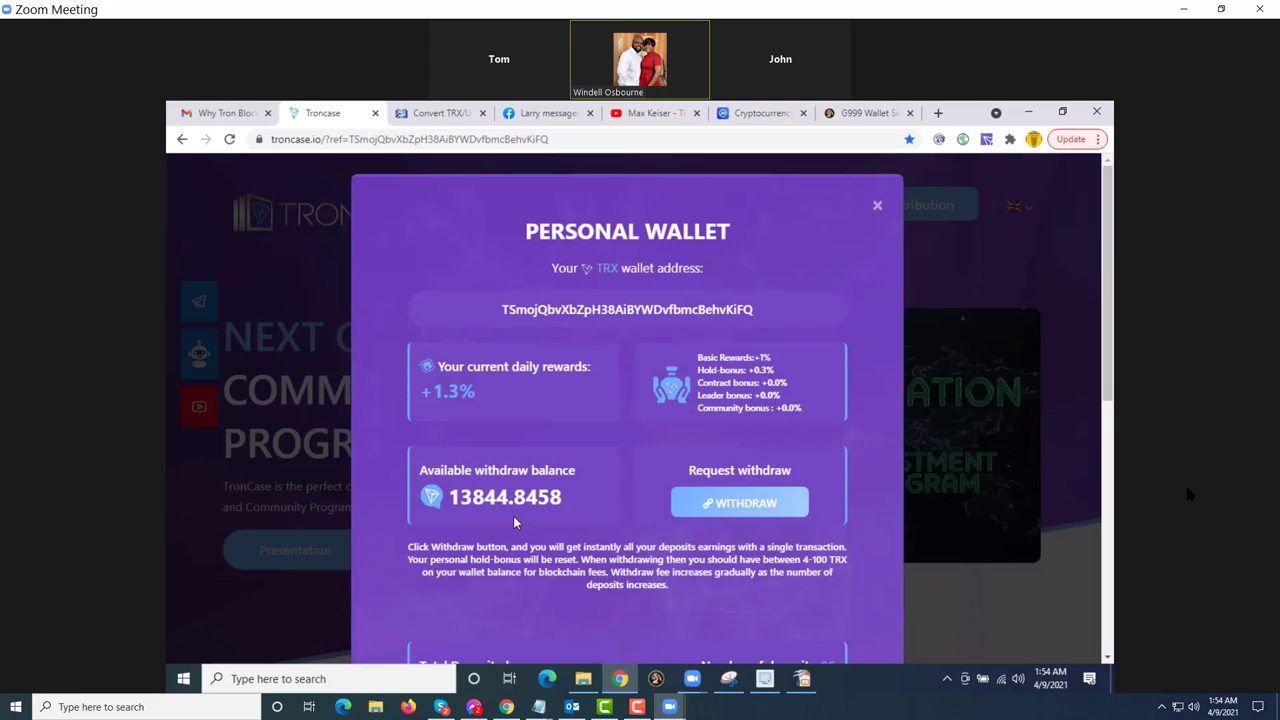 Zoom Meeting
Tom
Windell Osbourne
John
Why Tron Bloc
Troncase
Convert TRX/U
Larry message
Max Keiser - T
Cryptocurrency
G999 Wallet Se
troncase.io/?ref=TSmojQbvXbZpH38AiBYWDvfbmcBehvKiFQ
Update
TRON
bution
PERSONAL WALLET
Your TRX wallet address:
TSmojQbvXbZpH38AiBYWDvfbmcBehvKiFQ
Your current daily rewards:
+1.3%
Basic Rewards:+1%
Hold-bonus: +0.3%
Contract bonus: +0.0%
Leader bonus: +0.0%
Community bonus : +0.0%
NEXT
COMM
PROGR
TronCase is the perfect
and Community Progra
Presentation
ATION
STMENT
GRAM
Available withdraw balance
13844.8458
Request withdraw
WITHDRAW
Click Withdraw button, and you will get instantly all your deposits earnings with a single transaction.
Your personal hold-bonus will be reset. When withdrawing then you should have between 4-100 TRX
on your wallet balance for blockchain fees. Withdraw fee increases gradually as the number of
deposits increases.
Type here to search
1:54 AM
4/9/2021
Type here to search
1:54 AM
4/9/2021